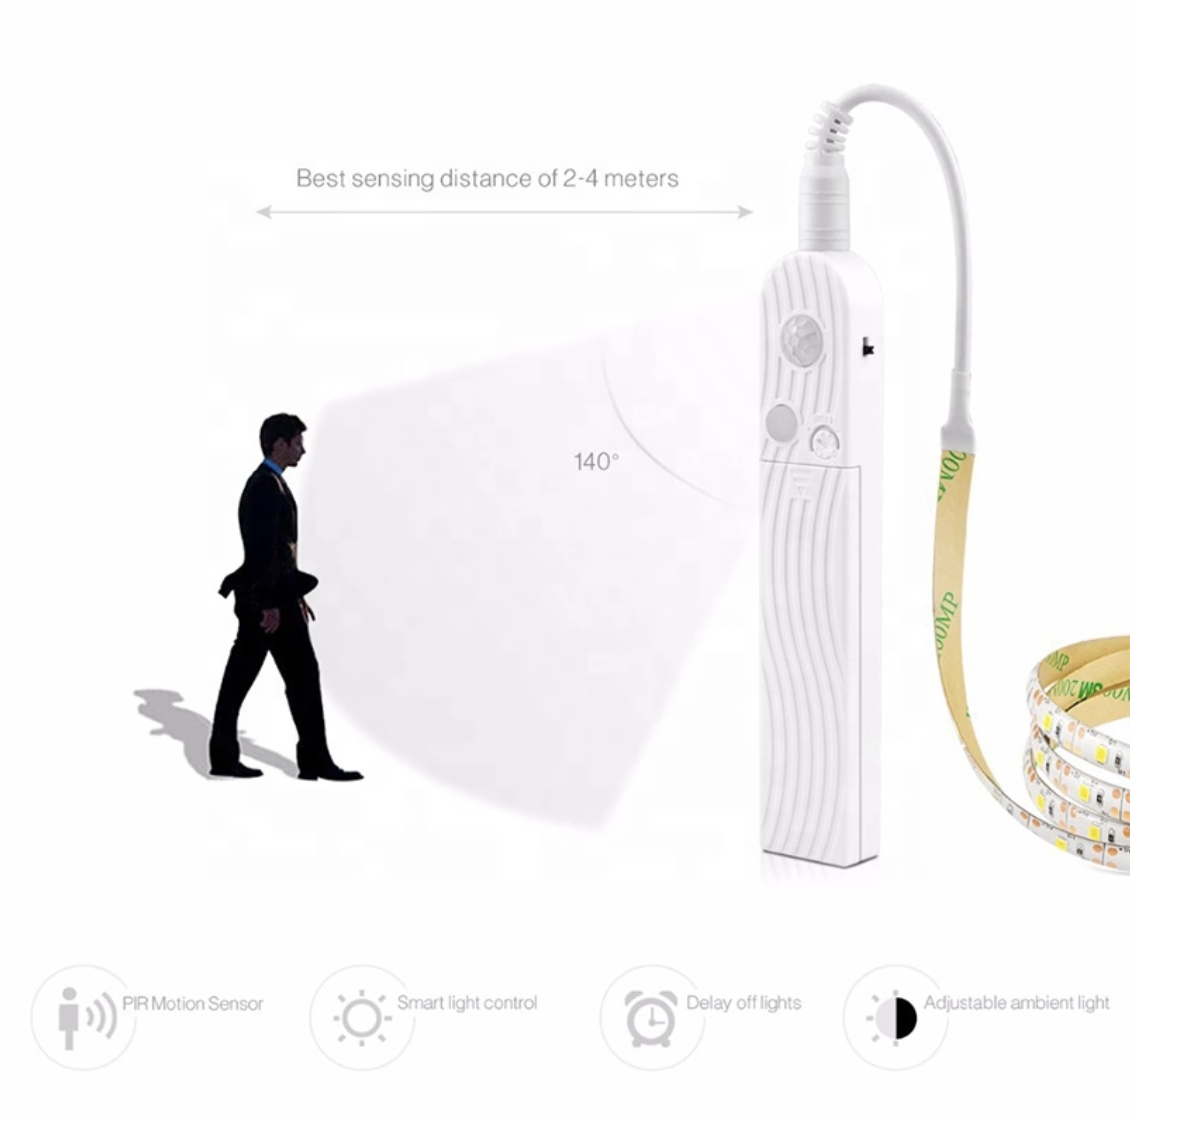 Best sensing distance of 2-4 meters
140°
PIR Motion Sensor
Smart light control
Delay off lights
Adjustable ambient light